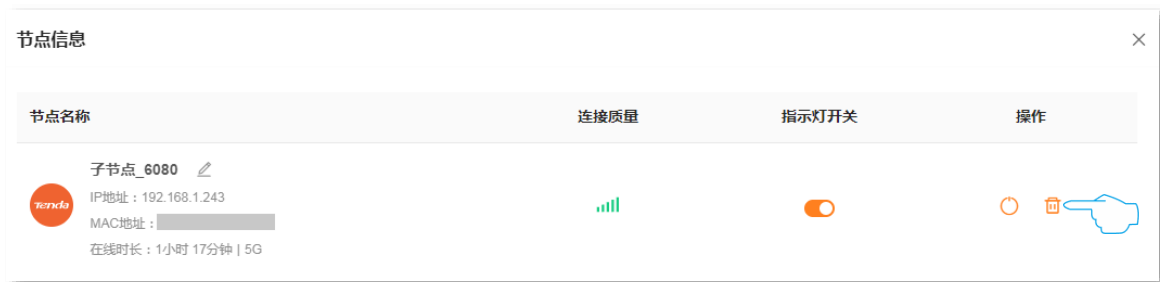 节点信息
节点名称 连接质量 指示灯开关 操作
子节点_6080
Tenda
IP地址：192.168.1.243
MAC地址：
在线时长：1小时 17分钟 | 5G